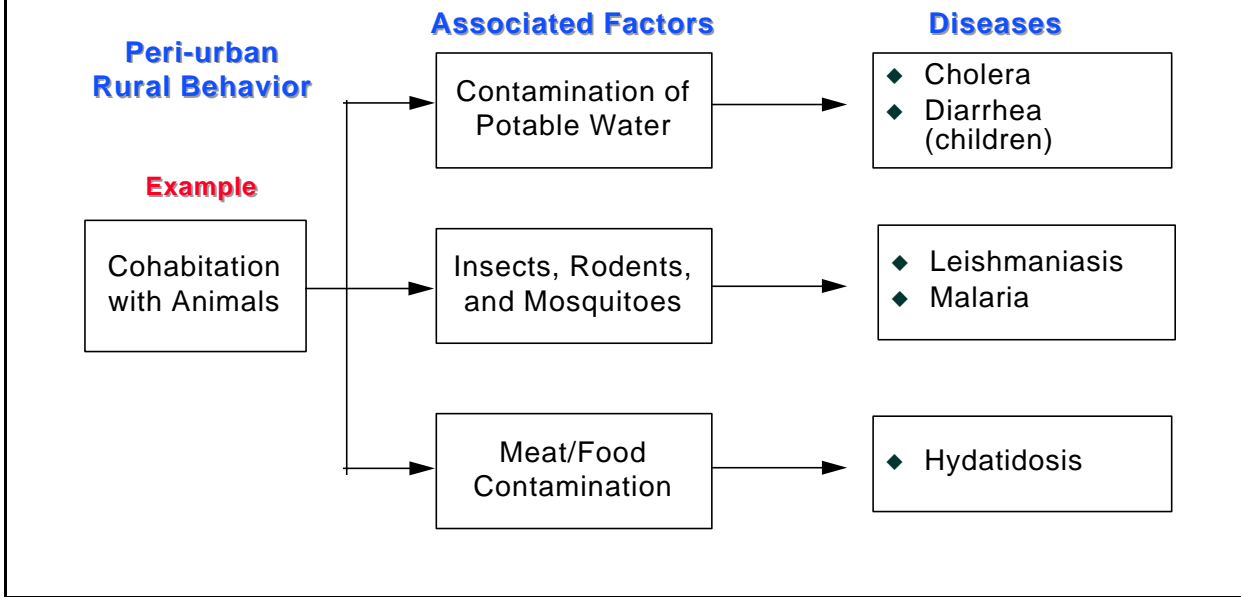 Peri-urban
Rural Behavior
Associated Factors
Diseases
Example
Cohabitation
with Animals
Contamination of
Potable Water
◆ Cholera
◆ Diarrhea
(children)
Insects, Rodents,
and Mosquitoes
◆ Leishmaniasis
◆ Malaria
Meat/Food
Contamination
◆ Hydatidosis